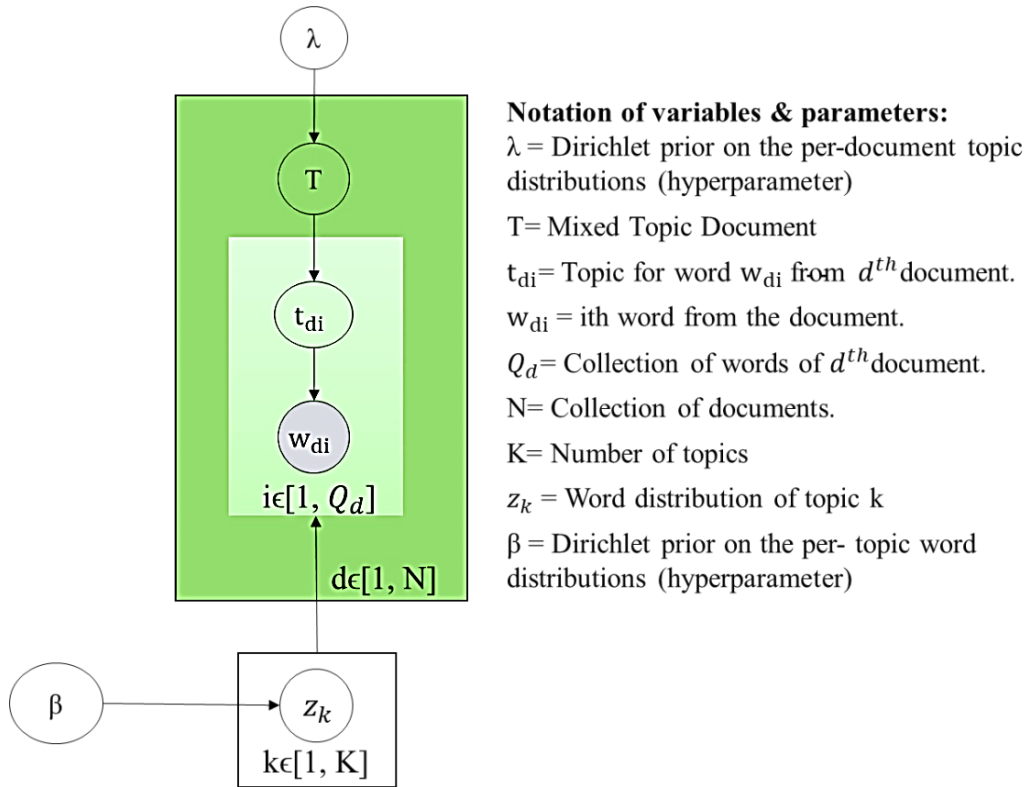 λ
T
t_di
w_di
iϵ[1, Q_d]
dϵ[1, N]
β
z_k
kϵ[1, K]
Notation of variables & parameters:
λ = Dirichlet prior on the per-document topic
distributions (hyperparameter)
T= Mixed Topic Document
t_di= Topic for word w_di from d^th document.
w_di = ith word from the document.
Q_d= Collection of words of d^th document.
N= Collection of documents.
K= Number of topics
z_k = Word distribution of topic k
β = Dirichlet prior on the per- topic word
distributions (hyperparameter)